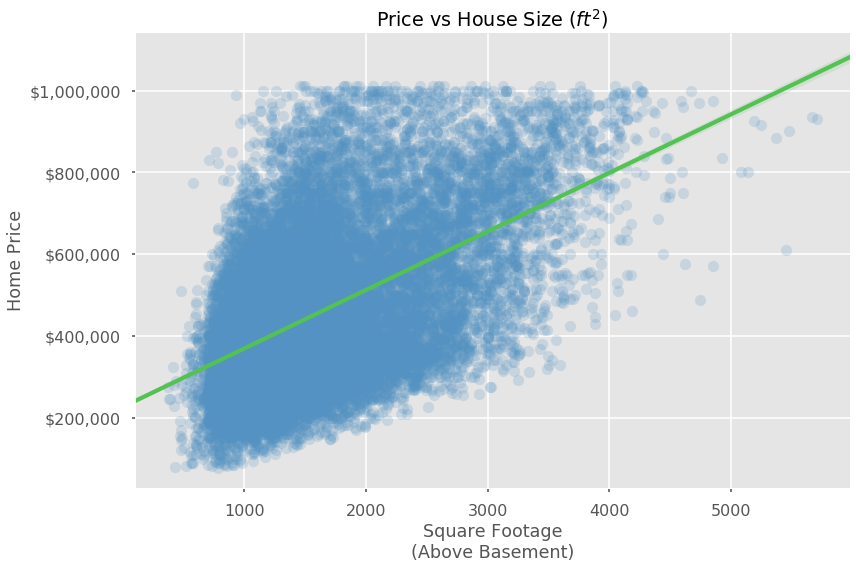 Price vs House Size (ft²)
$1,000,000
$800,000
$600,000
$400,000
$200,000
Home Price
1000 2000 3000 4000 5000
Square Footage
(Above Basement)